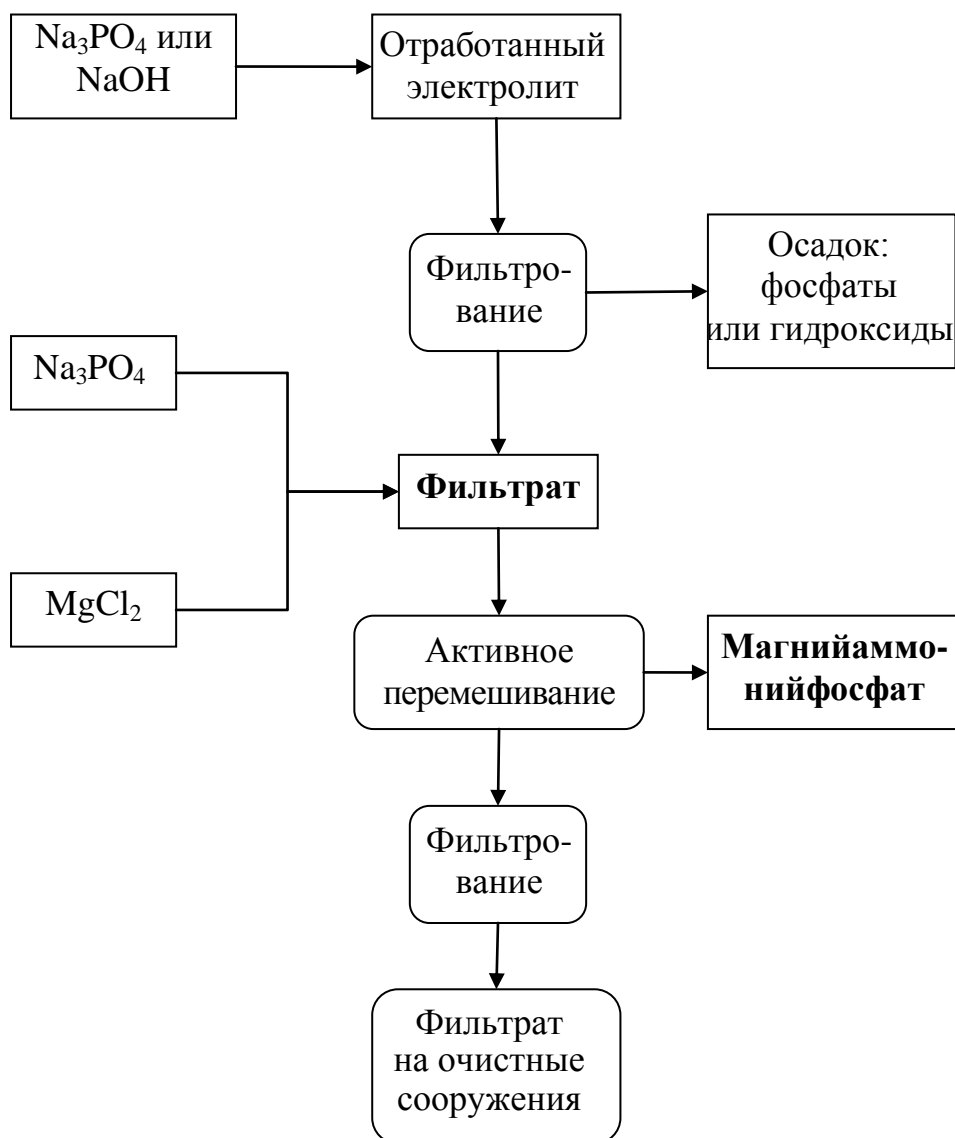 Na₃PO₄ или
NaOH
Отработанный
электролит
Фильтро-
вание
Осадок:
фосфаты
или гидроксиды
Na₃PO₄
Фильтрат
MgCl₂
Активное
перемешивание
Магнийаммо-
нийфосфат
Фильтро-
вание
Фильтрат
на очистные
сооружения